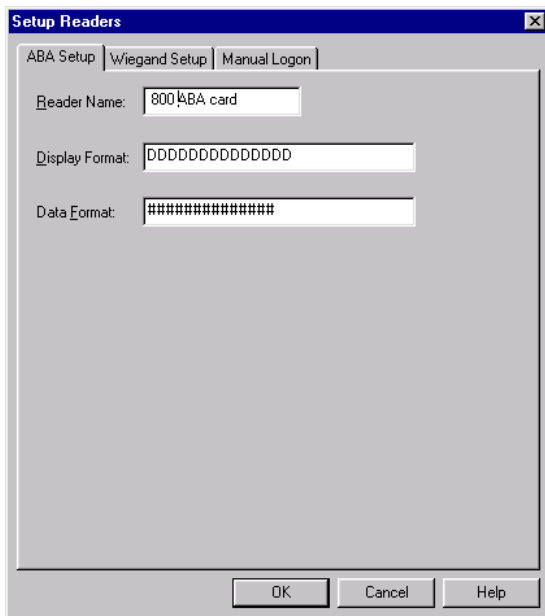 Setup Readers
ABA Setup Wiegand Setup Manual Logon
Reader Name: 800 ABA card
Display Format: DDDDDDDDDDDDDD
Data Format: ##############
OK Cancel Help